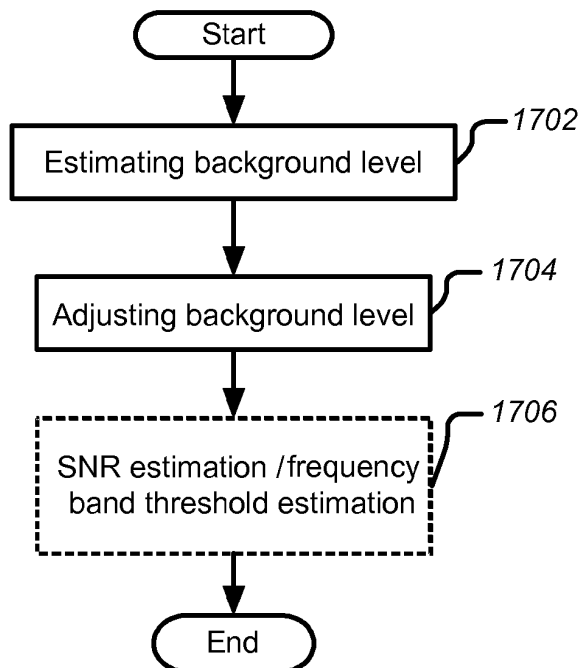 Start
1702
Estimating background level
1704
Adjusting background level
1706
SNR estimation /frequency
band threshold estimation
End